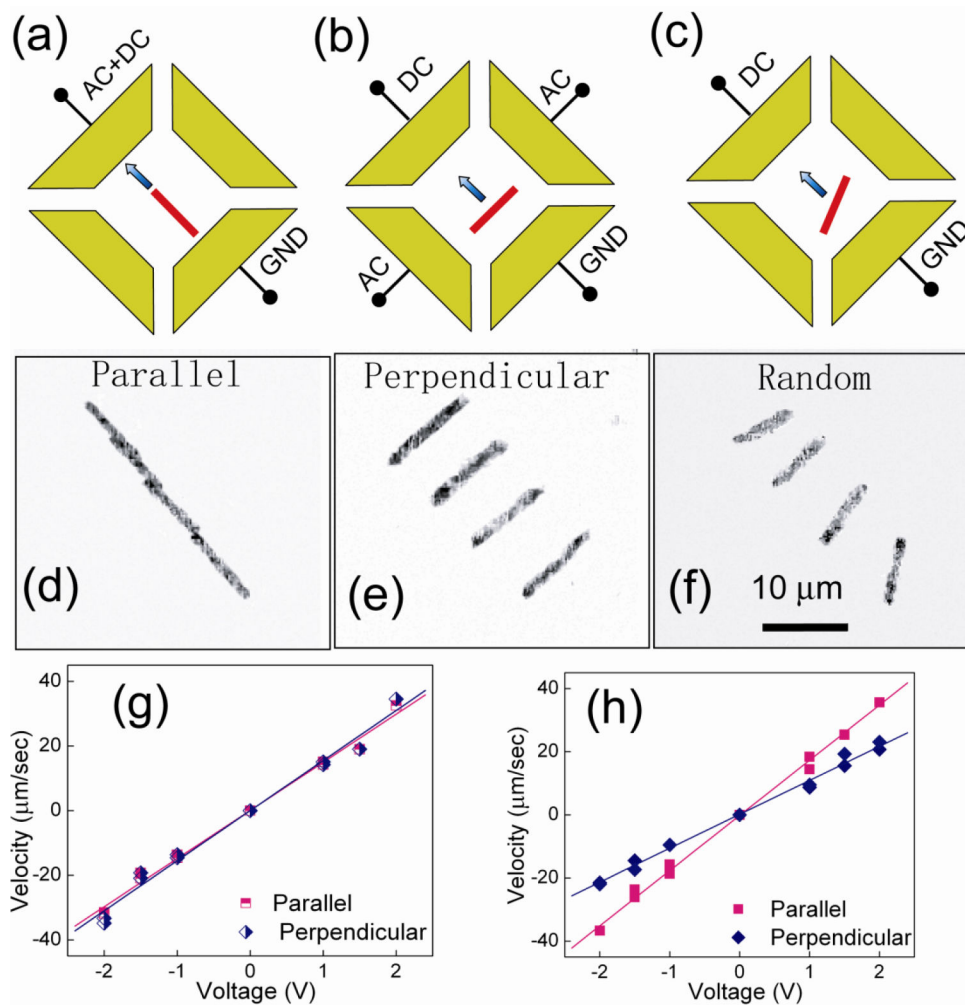 (a)
(b)
(c)
AC+DC
GND
DC
AC
AC
GND
DC
GND
Parallel
Perpendicular
Random
(d)
(e)
(f)
10 μm
(g)
Velocity (μm/sec)
40
20
0
-20
-40
Parallel
Perpendicular
-2
-1
0
1
2
Voltage (V)
(h)
Velocity (μm/sec)
40
20
0
-20
-40
Parallel
Perpendicular
-2
-1
0
1
2
Voltage (V)